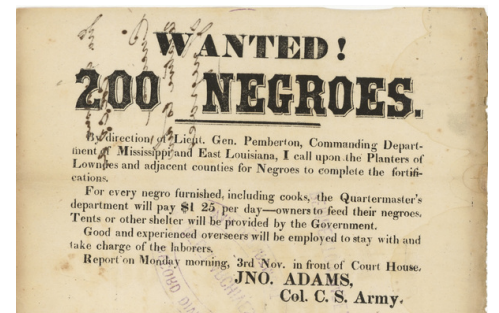 WANTED!
200 NEGROES.
By direction of Lieut. Gen. Pemberton, Commanding Depart-
ment of Mississippi and East Louisiana, I call upon the Planters of
Lowndes and adjacent counties for Negroes to complete the fortifi-
cations.
For every negro furnished, including cooks, the Quartermaster's
department will pay $1 25 per day—owners to feed their negroes.
Tents or other shelter will be provided by the Government.
Good and experienced overseers will be employed to stay with and
take charge of the laborers.
Report on Monday morning, 3rd Nov. in front of Court House.
JNO. ADAMS,
Col. C. S. Army.